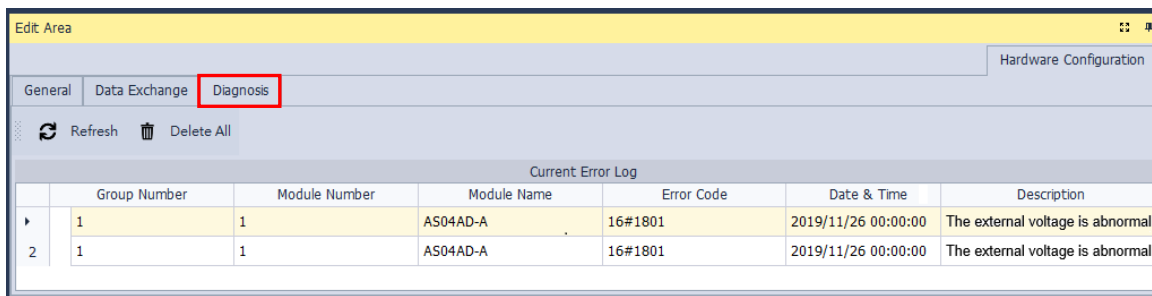 Edit Area
Hardware Configuration
General Data Exchange Diagnosis
Refresh Delete All
Current Error Log
Group Number Module Number Module Name Error Code Date & Time Description
1 1 AS04AD-A 16#1801 2019/11/26 00:00:00 The external voltage is abnormal
2 1 1 AS04AD-A 16#1801 2019/11/26 00:00:00 The external voltage is abnormal